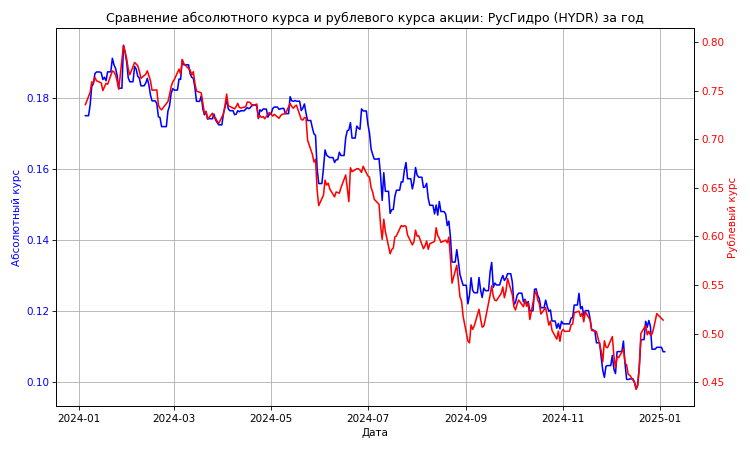 Сравнение абсолютного курса и рублевого курса акции: РусГидро (HYDR) за год
Абсолютный курс
0.18
0.16
0.14
0.12
0.10
0.80
0.75
0.70
0.65
0.60
0.55
0.50
0.45
Рублевый курс
2024-01 2024-03 2024-05 2024-07 2024-09 2024-11 2025-01
Дата